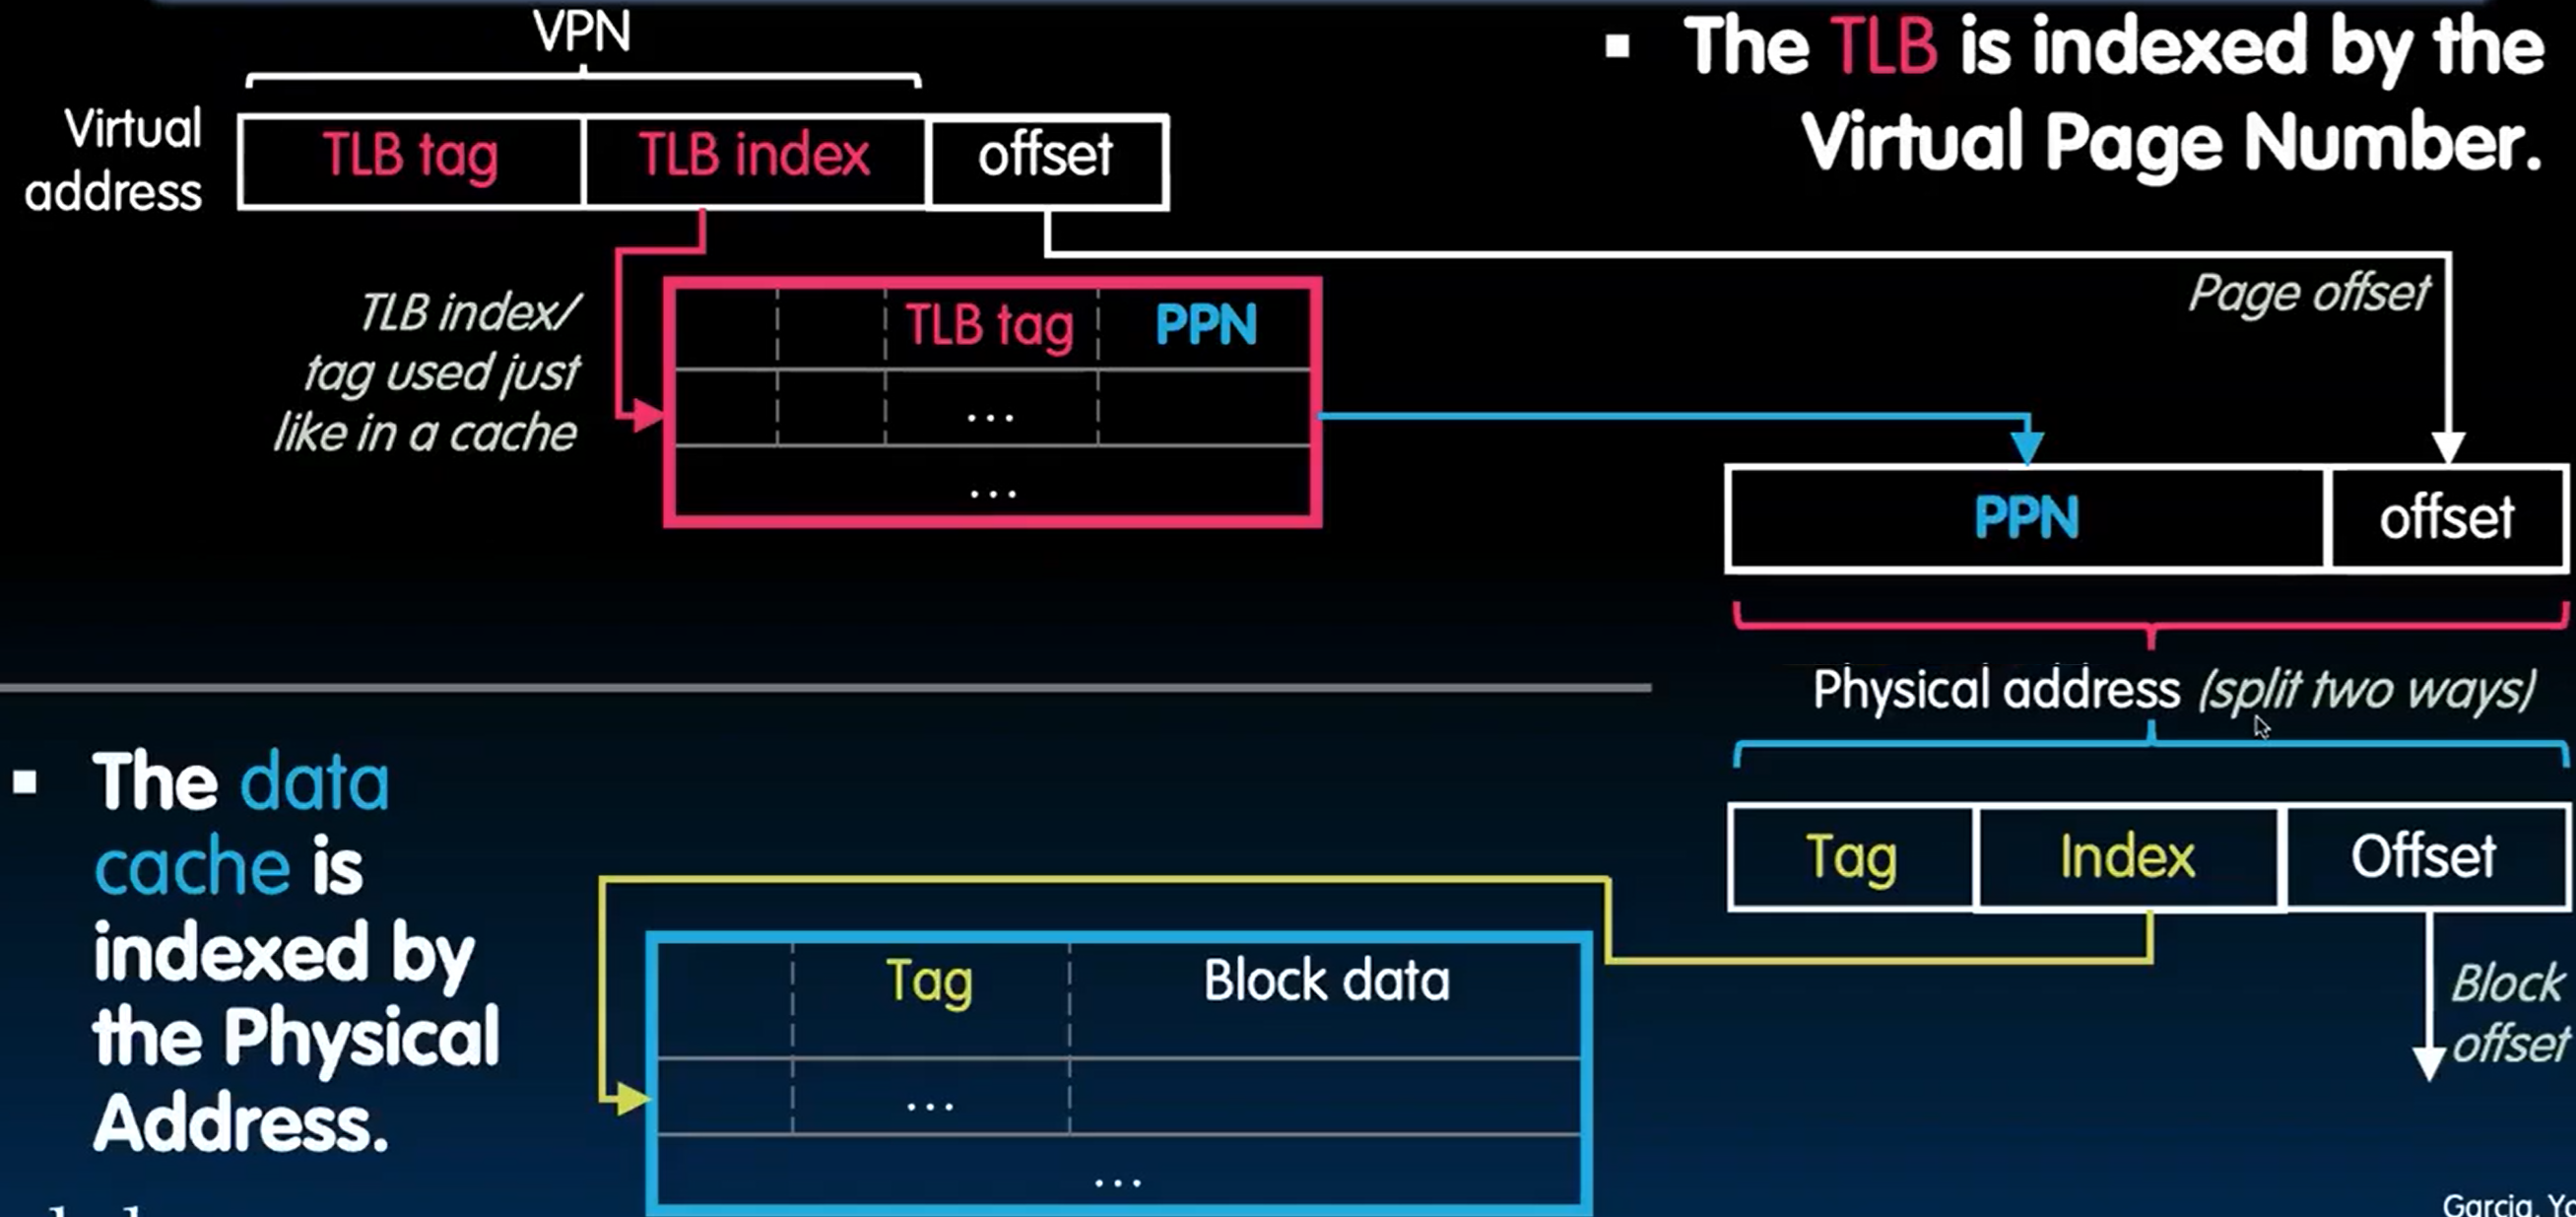 VPN
Virtual
address
TLB tag
TLB index
offset
▪ The TLB is indexed by the
Virtual Page Number.
TLB index/
tag used just
like in a cache
TLB tag
PPN
...
...
Page offset
PPN
offset
Physical address (split two ways)
▪ The data
cache is
indexed by
the Physical
Address.
Tag
Index
Offset
Tag
Block data
...
...
Block
offset
Garcia,